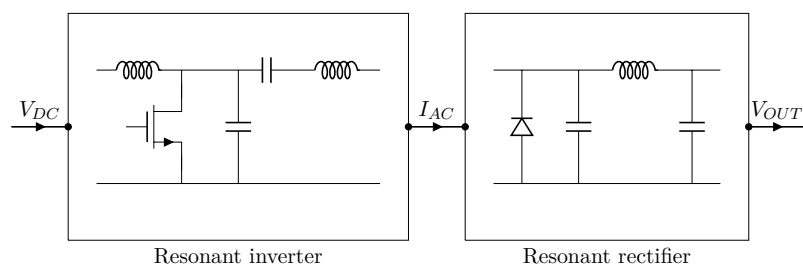 V_DC
I_AC
V_OUT
Resonant inverter
Resonant rectifier